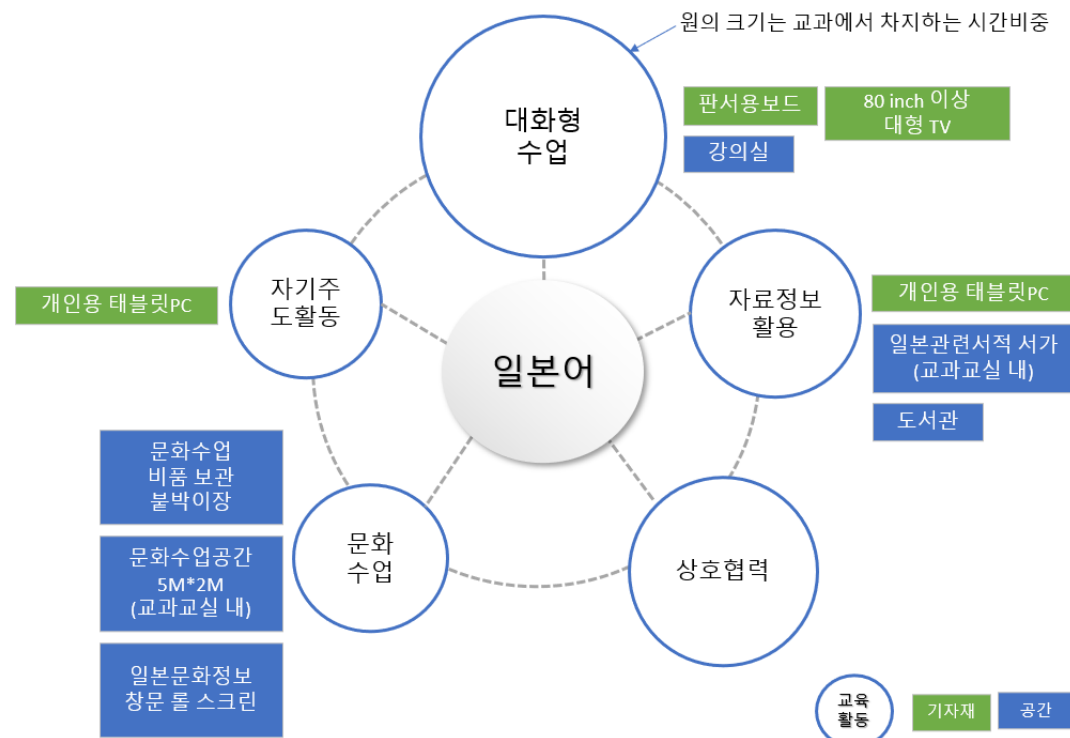 원의 크기는 교과에서 차지하는 시간비중
대화형
수업
판서용보드
80 inch 이상
대형 TV
강의실
자기주
도활동
개인용 태블릿PC
자료정보
활용
개인용 태블릿PC
일본관련서적 서가
(교과교실 내)
도서관
일본어
문화수업
비품 보관
붙박이장
문화수업공간
5M*2M
(교과교실 내)
일본문화정보
창문 롤 스크린
문화
수업
상호협력
교육
활동
기자재
공간